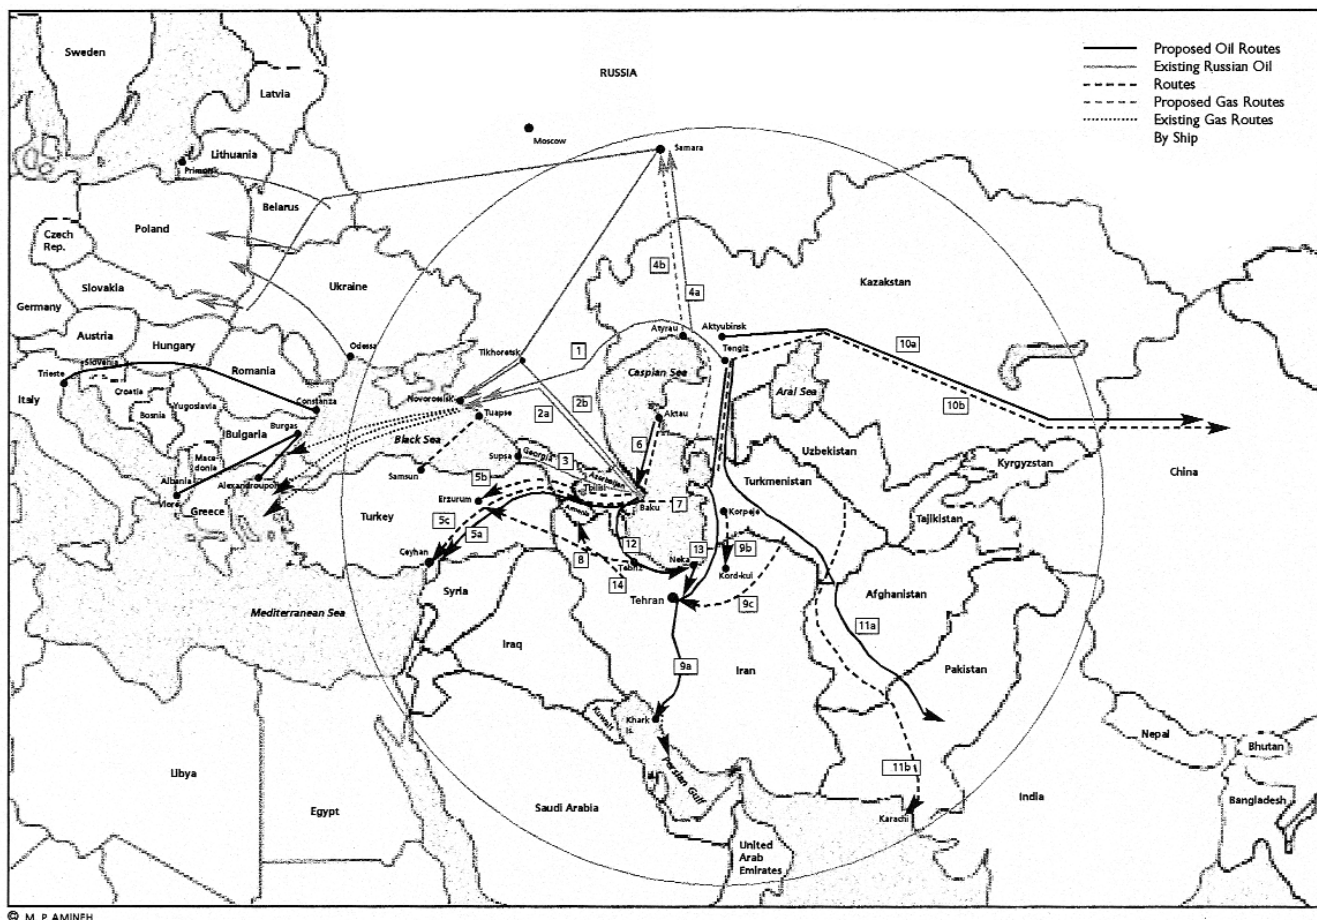 Sweden
RUSSIA
Proposed Oil Routes
Existing Russian Oil
Routes
Proposed Gas Routes
Existing Gas Routes
By Ship
Latvia
Moscow
Samara
Lithuania
Primorsk
Belarus
Poland
Czech
Rep.
4b
Kazakstan
Slovakia
Ukraine
4a
Germany
Austria
Hungary
Atyrau
Aktyubinsk
Odessa
Tikhoretsk
1
Tengiz
10a
Slovenia
Romania
Trieste
Caspian Sea
Aral Sea
Croatia
Italy
Bosnia
Yugoslavia
Constanza
Novorossisk
Tuapse
2a
2b
Aktau
10b
Burgas
Bulgaria
Black Sea
6
Uzbekistan
Kyrgyzstan
Mace-
donia
Supsa
Georgia
3
China
Albania
Alexandroupolis
Samsun
5b
Tbilisi
Azerbaijan
Turkmenistan
Vlore
Greece
Erzurum
Armenia
Baku
7
Korpeje
Tajikistan
Turkey
5c
5a
12
13
9b
Ceyhan
8
Tabriz
Neka
Kord-kui
14
Syria
Tehran
9c
Afghanistan
Mediterranean Sea
11a
Iraq
9a
Iran
Pakistan
Kuwait
Khark
Is.
Nepal
Bhutan
Libya
Persian Gulf
11b
Egypt
Saudi Arabia
Karachi
India
Bangladesh
United
Arab
Emirates
© M. P. AMINEH